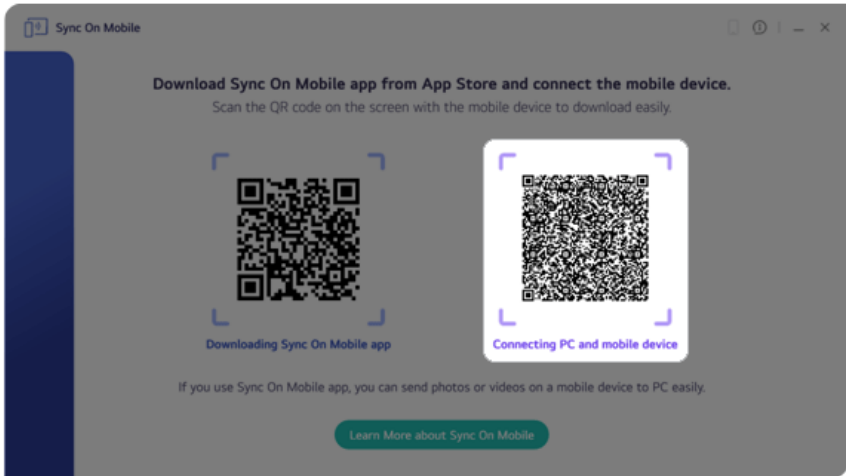 Sync On Mobile
Download Sync On Mobile app from App Store and connect the mobile device.
Scan the QR code on the screen with the mobile device to download easily.
Downloading Sync On Mobile app
Connecting PC and mobile device
If you use Sync On Mobile app, you can send photos or videos on a mobile device to PC easily.
Learn More about Sync On Mobile